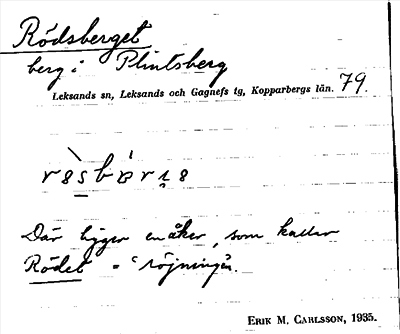 Rödsberget
berg i Plintsberg
Leksands sn, Leksands och Gagnefs tg, Kopparbergs län. 79.
Där ligger en åker, som kallar
Rödet = röjningen.
ERIK M. CARLSSON, 1935.